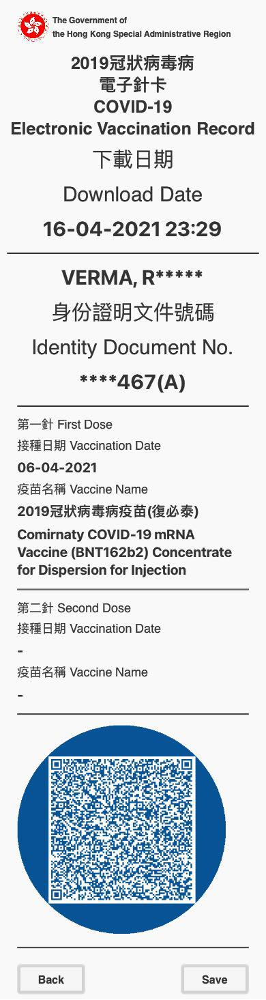 The Government of
the Hong Kong Special Administrative Region
2019冠狀病毒病
電子針卡
COVID-19
Electronic Vaccination Record
下載日期
Download Date
16-04-2021 23:29
VERMA, R*****
身份證明文件號碼
Identity Document No.
****467(A)
第一針 First Dose
接種日期 Vaccination Date
06-04-2021
疫苗名稱 Vaccine Name
2019冠狀病毒病疫苗(復必泰)
Comirnaty COVID-19 mRNA
Vaccine (BNT162b2) Concentrate
for Dispersion for Injection
第二針 Second Dose
接種日期 Vaccination Date
-
疫苗名稱 Vaccine Name
-
Back
Save